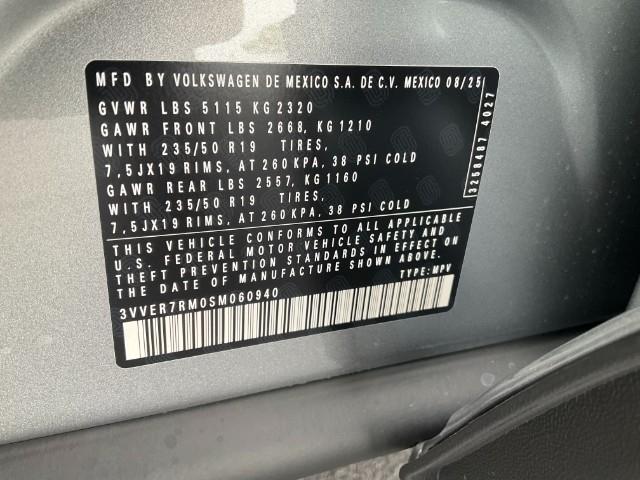 MFD BY VOLKSWAGEN DE MEXICO S.A. DE C.V. MEXICO 08/25
GVWR LBS 5115 KG 2320
GAWR FRONT LBS 2668, KG 1210
WITH 235/50 R19 TIRES,
7,5JX19 RIMS, AT 260 KPA, 38 PSI COLD
GAWR REAR LBS 2557, KG 1160
WITH 235/50 R19 TIRES,
7,5JX19 RIMS, AT 260 KPA, 38 PSI COLD
3258487 4027
THIS VEHICLE CONFORMS TO ALL APPLICABLE
U.S. FEDERAL MOTOR VEHICLE SAFETY AND
THEFT PREVENTION STANDARDS IN EFFECT ON
THE DATE OF MANUFACTURE SHOWN ABOVE.
3VVER7RM0SM060940 TYPE: MPV